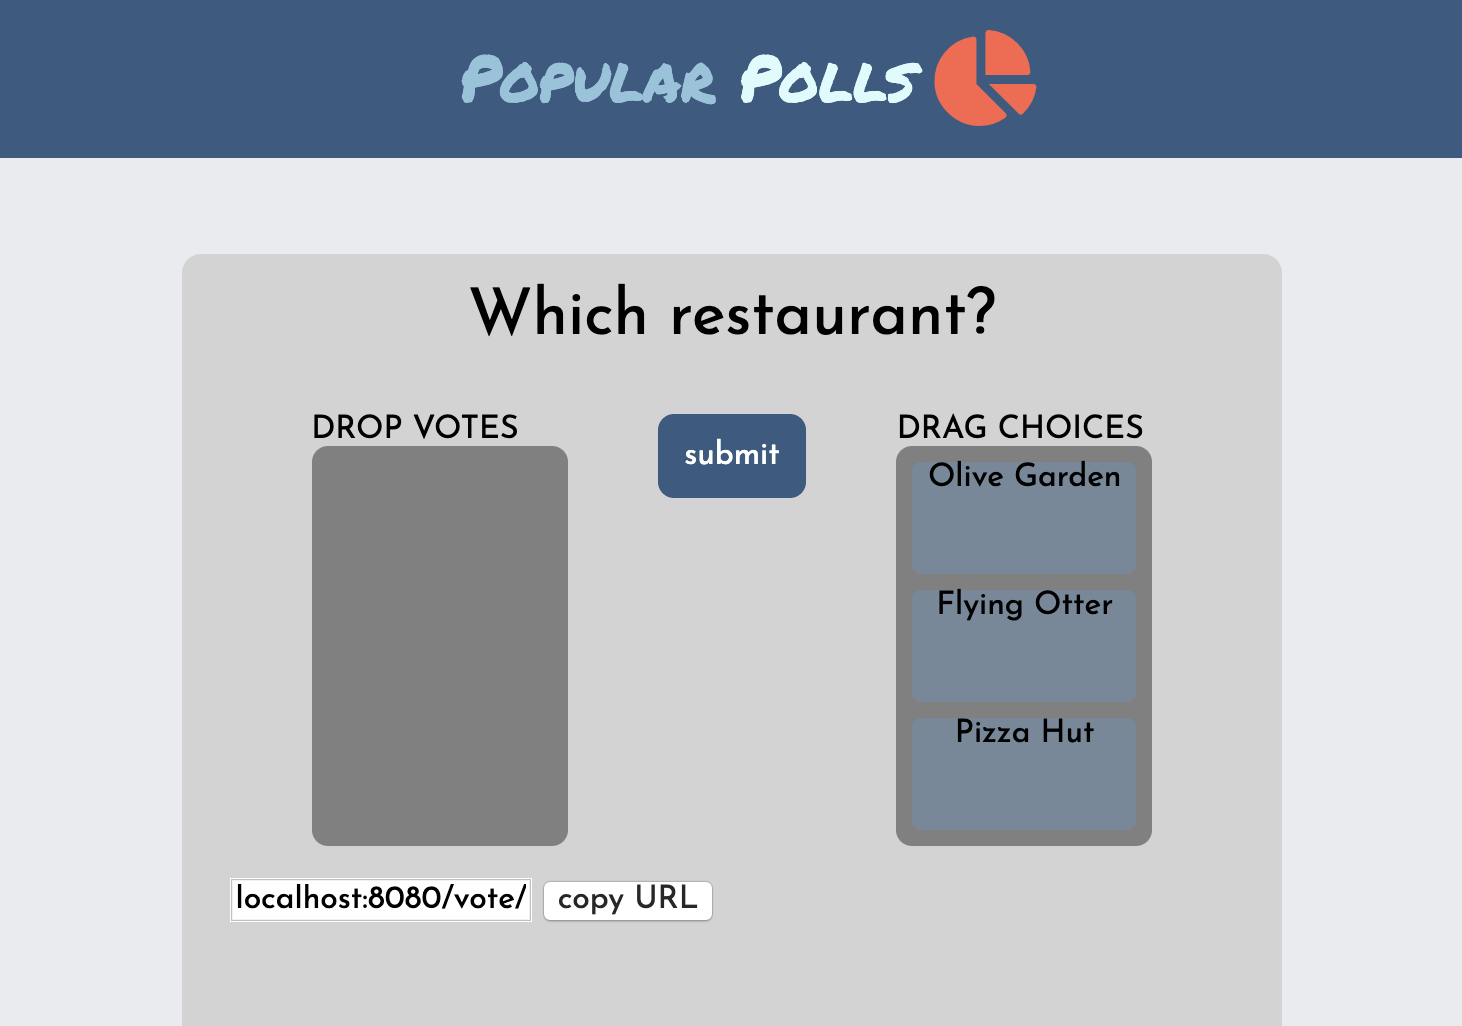 Popular Polls
Which restaurant?
DROP VOTES
submit
DRAG CHOICES
Olive Garden
Flying Otter
Pizza Hut
localhost:8080/vote/
copy URL